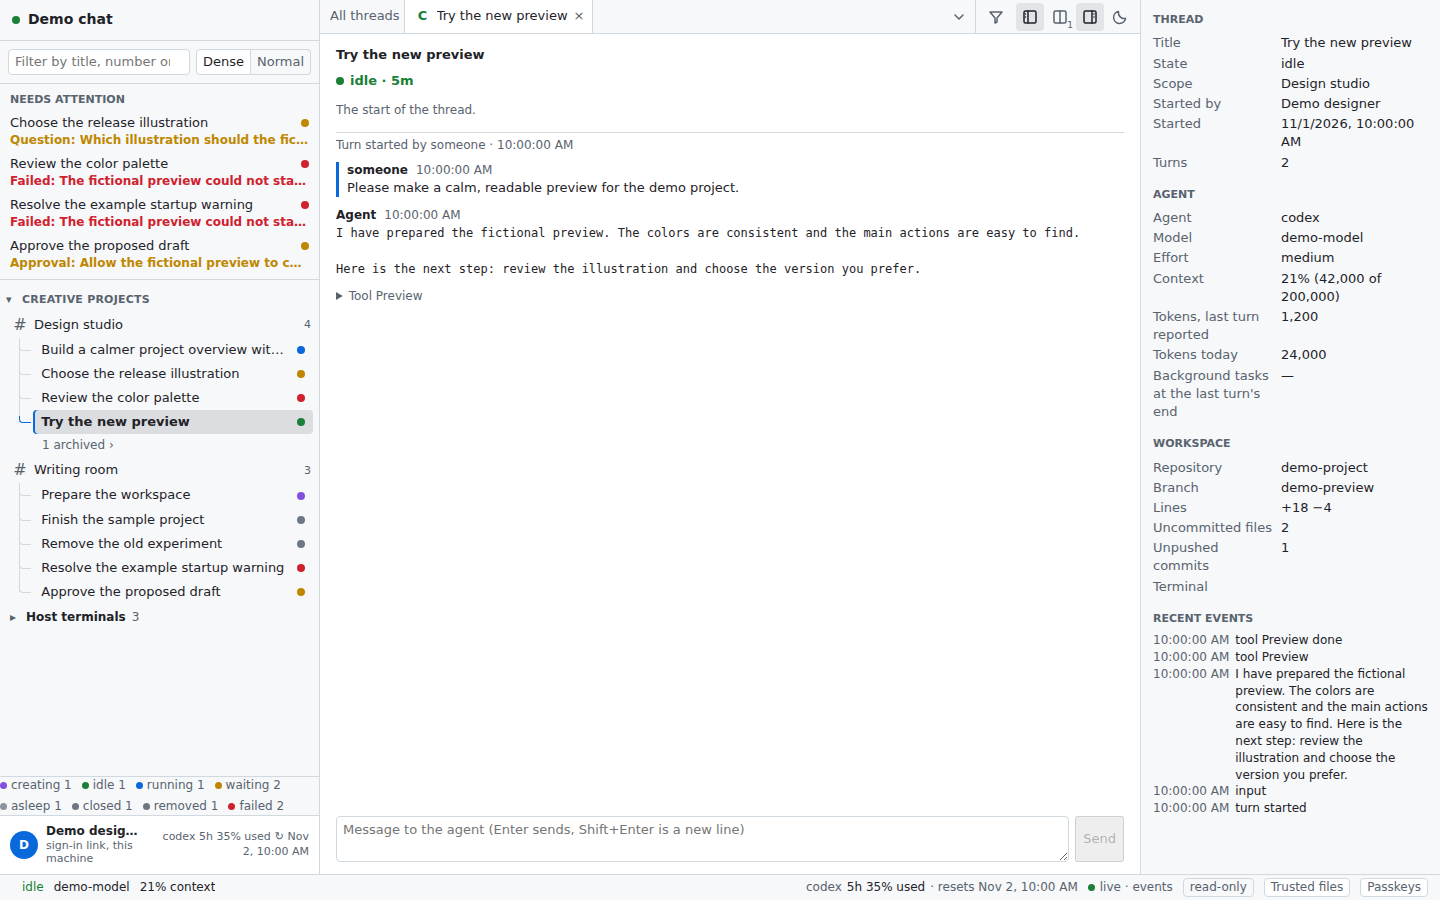 Demo chat
Filter by title, number or
Dense
Normal
NEEDS ATTENTION
Choose the release illustration
Question: Which illustration should the fic…
Review the color palette
Failed: The fictional preview could not sta…
Resolve the example startup warning
Failed: The fictional preview could not sta…
Approve the proposed draft
Approval: Allow the fictional preview to c…
CREATIVE PROJECTS
# Design studio 4
Build a calmer project overview wit…
Choose the release illustration
Review the color palette
Try the new preview
1 archived ›
# Writing room 3
Prepare the workspace
Finish the sample project
Remove the old experiment
Resolve the example startup warning
Approve the proposed draft
Host terminals 3
creating 1 idle 1 running 1 waiting 2
asleep 1 closed 1 removed 1 failed 2
D
Demo desig…
sign-in link, this
machine
codex 5h 35% used ↻ Nov
2, 10:00 AM
All threads
C Try the new preview ×
1
Try the new preview
idle · 5m
The start of the thread.
Turn started by someone · 10:00:00 AM
someone 10:00:00 AM
Please make a calm, readable preview for the demo project.
Agent 10:00:00 AM
I have prepared the fictional preview. The colors are consistent and the main actions are easy to find.
Here is the next step: review the illustration and choose the version you prefer.
Tool Preview
Message to the agent (Enter sends, Shift+Enter is a new line)
Send
THREAD
Title Try the new preview
State idle
Scope Design studio
Started by Demo designer
Started 11/1/2026, 10:00:00
AM
Turns 2
AGENT
Agent codex
Model demo-model
Effort medium
Context 21% (42,000 of
200,000)
Tokens, last turn 1,200
reported
Tokens today 24,000
Background tasks —
at the last turn's
end
WORKSPACE
Repository demo-project
Branch demo-preview
Lines +18 −4
Uncommitted files 2
Unpushed 1
commits
Terminal
RECENT EVENTS
10:00:00 AM tool Preview done
10:00:00 AM tool Preview
10:00:00 AM I have prepared the fictional
preview. The colors are
consistent and the main actions
are easy to find. Here is the
next step: review the
illustration and choose the
version you prefer.
10:00:00 AM input
10:00:00 AM turn started
idle demo-model 21% context
codex 5h 35% used · resets Nov 2, 10:00 AM
live · events
read-only
Trusted files
Passkeys